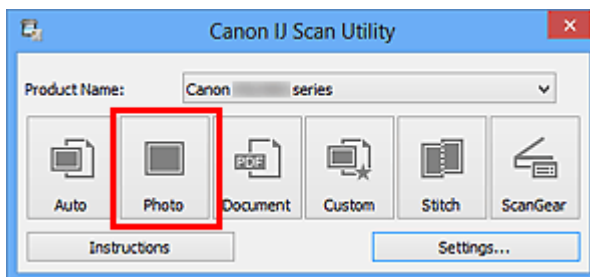 Canon IJ Scan Utility
Product Name: Canon series
PDF
Auto Photo Document Custom Stitch ScanGear
Instructions Settings...